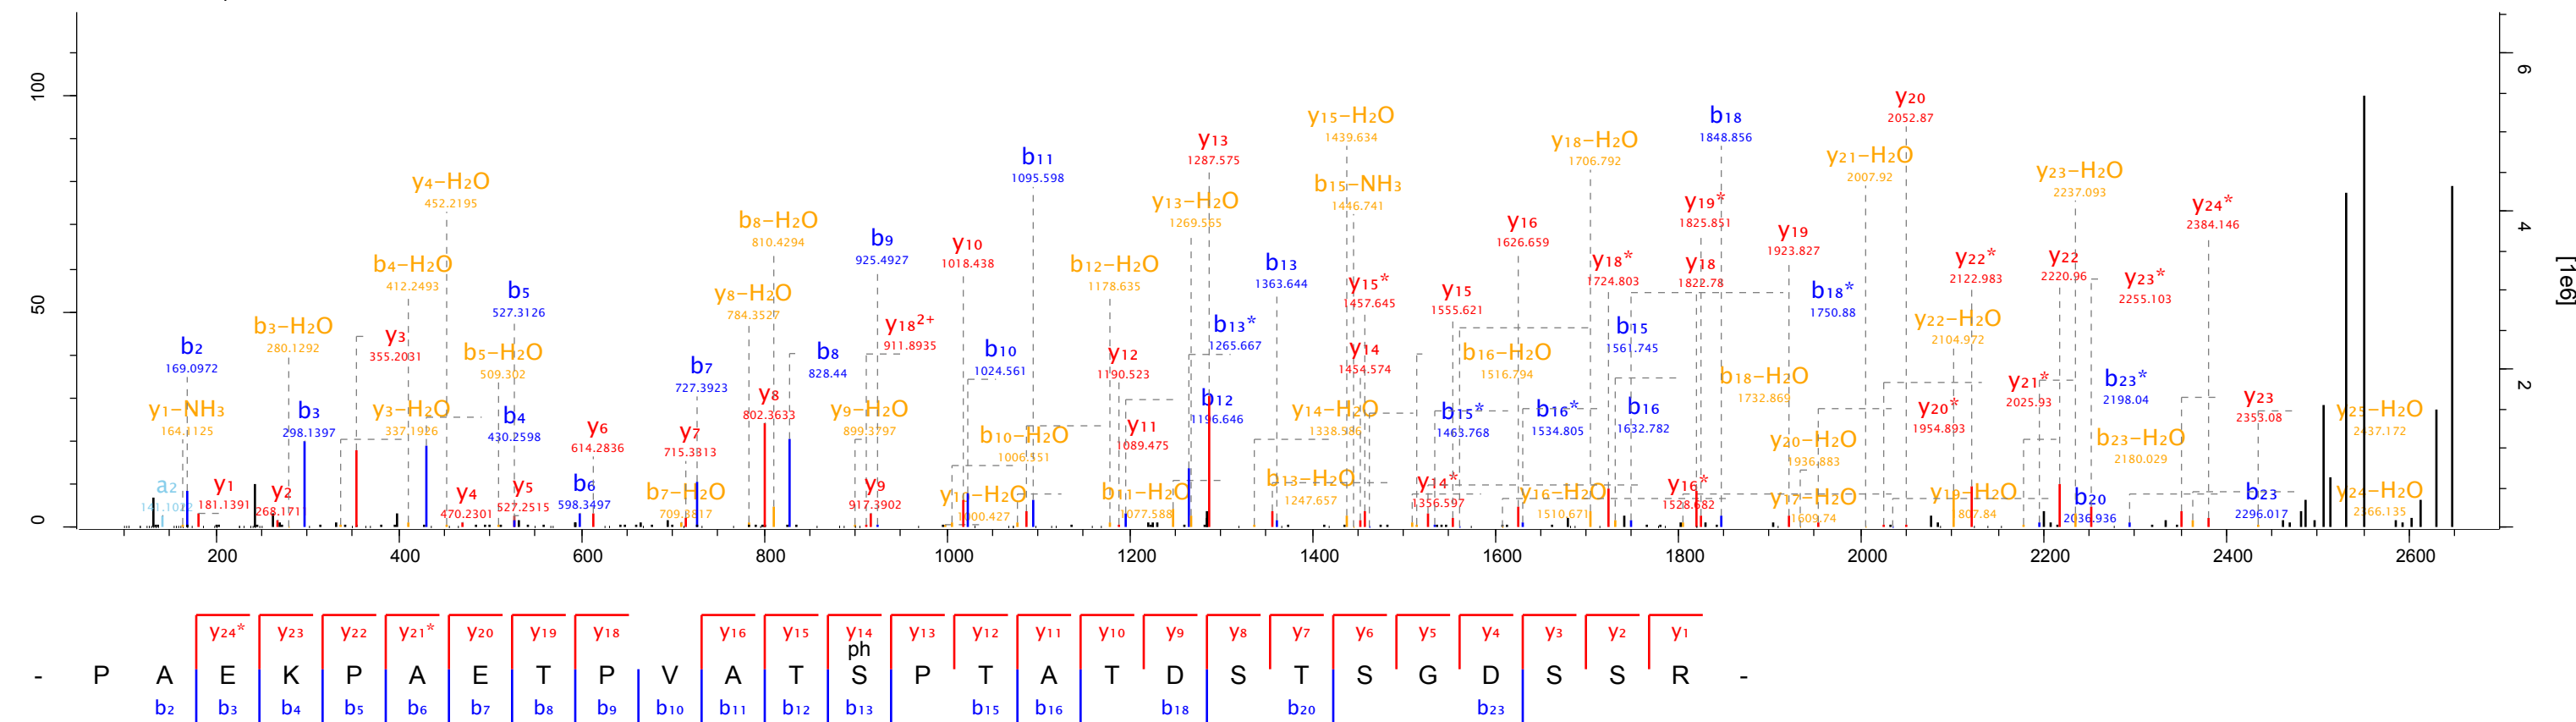 100
50
0
6
4
2
[1e6]
y20
2052.87
y15-H2O
1439.634
b18
1848.856
y13
1287.575
y18-H2O
1706.792
b11
1095.598
y21-H2O
2007.92
y4-H2O
452.2195
b15-NH3
1446.741
y23-H2O
2237.093
y13-H2O
1269.565
y19*
1825.851
y24*
2384.146
b8-H2O
810.4294
y16
1626.659
b9
925.4927
y10
1018.438
y19
1923.827
b4-H2O
412.2493
b12-H2O
1178.635
b13
1363.644
y18*
1724.803
y18
1822.78
y22*
2122.983
y22
2220.96
y23*
2255.103
b5
527.3126
y8-H2O
784.3527
y15*
1457.645
y15
1555.621
b18*
1750.88
b3-H2O
280.1292
y3
355.2031
y18 2+
911.8935
b13*
1265.667
b15
1561.745
y22-H2O
2104.972
b2
169.0972
b5-H2O
509.302
b7
727.3923
b8
828.44
b10
1024.561
y12
1190.523
y14
1454.574
b16-H2O
1516.794
b18-H2O
1732.869
y21*
2025.93
b23*
2198.04
y1-NH3
164.1125
b3
298.1397
y3-H2O
337.1926
b4
430.2598
y8
802.3633
y9-H2O
899.3797
b12
1196.646
y14-H2O
b15*
1463.768
b16*
1534.805
b16
1632.782
y20*
1954.893
y23
2353.08
y25-H2O
2437.172
y6
614.2836
y7
715.3313
b10-H2O
1006.551
y11
1089.475
y20-H2O
1936.883
b23-H2O
2180.029
a2
y1
181.1391
y2
268.171
y4
470.2301
y5
527.2515
b6
598.3497
b7-H2O
709.3817
y9
917.3902
y10-H2O
1000.427
b11-H2O
1077.588
b13-H2O
1247.657
y14*
1356.597
y16-H2O
1510.671
y16*
1528.682
y17-H2O
1609.74
y19-H2O
1807.84
b20
2036.936
b23
2296.017
y24-H2O
2366.135
200 400 600 800 1000 1200 1400 1600 1800 2000 2200 2400 2600
y24* y23 y22 y21* y20 y19 y18 y16 y15 y14 y13 y12 y11 y10 y9 y8 y7 y6 y5 y4 y3 y2 y1
ph
- P A E K P A E T P V A T S P T A T D S T S G D S S R -
b2 b3 b4 b5 b6 b7 b8 b9 b10 b11 b12 b13 b15 b16 b18 b20 b23